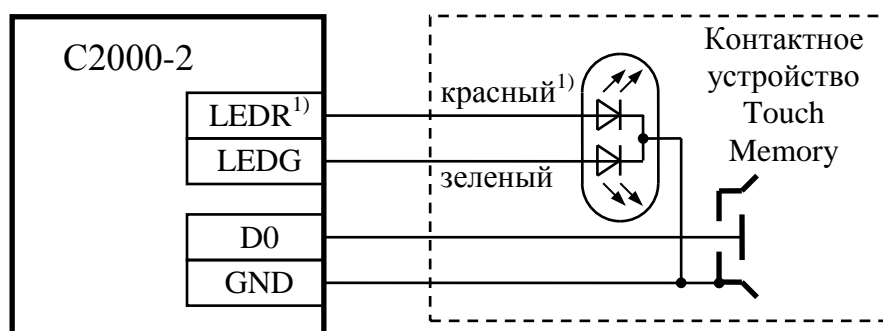 С2000-2
LEDR¹⁾
LEDG
D0
GND
красный¹⁾
зеленый
Контактное
устройство
Touch
Memory